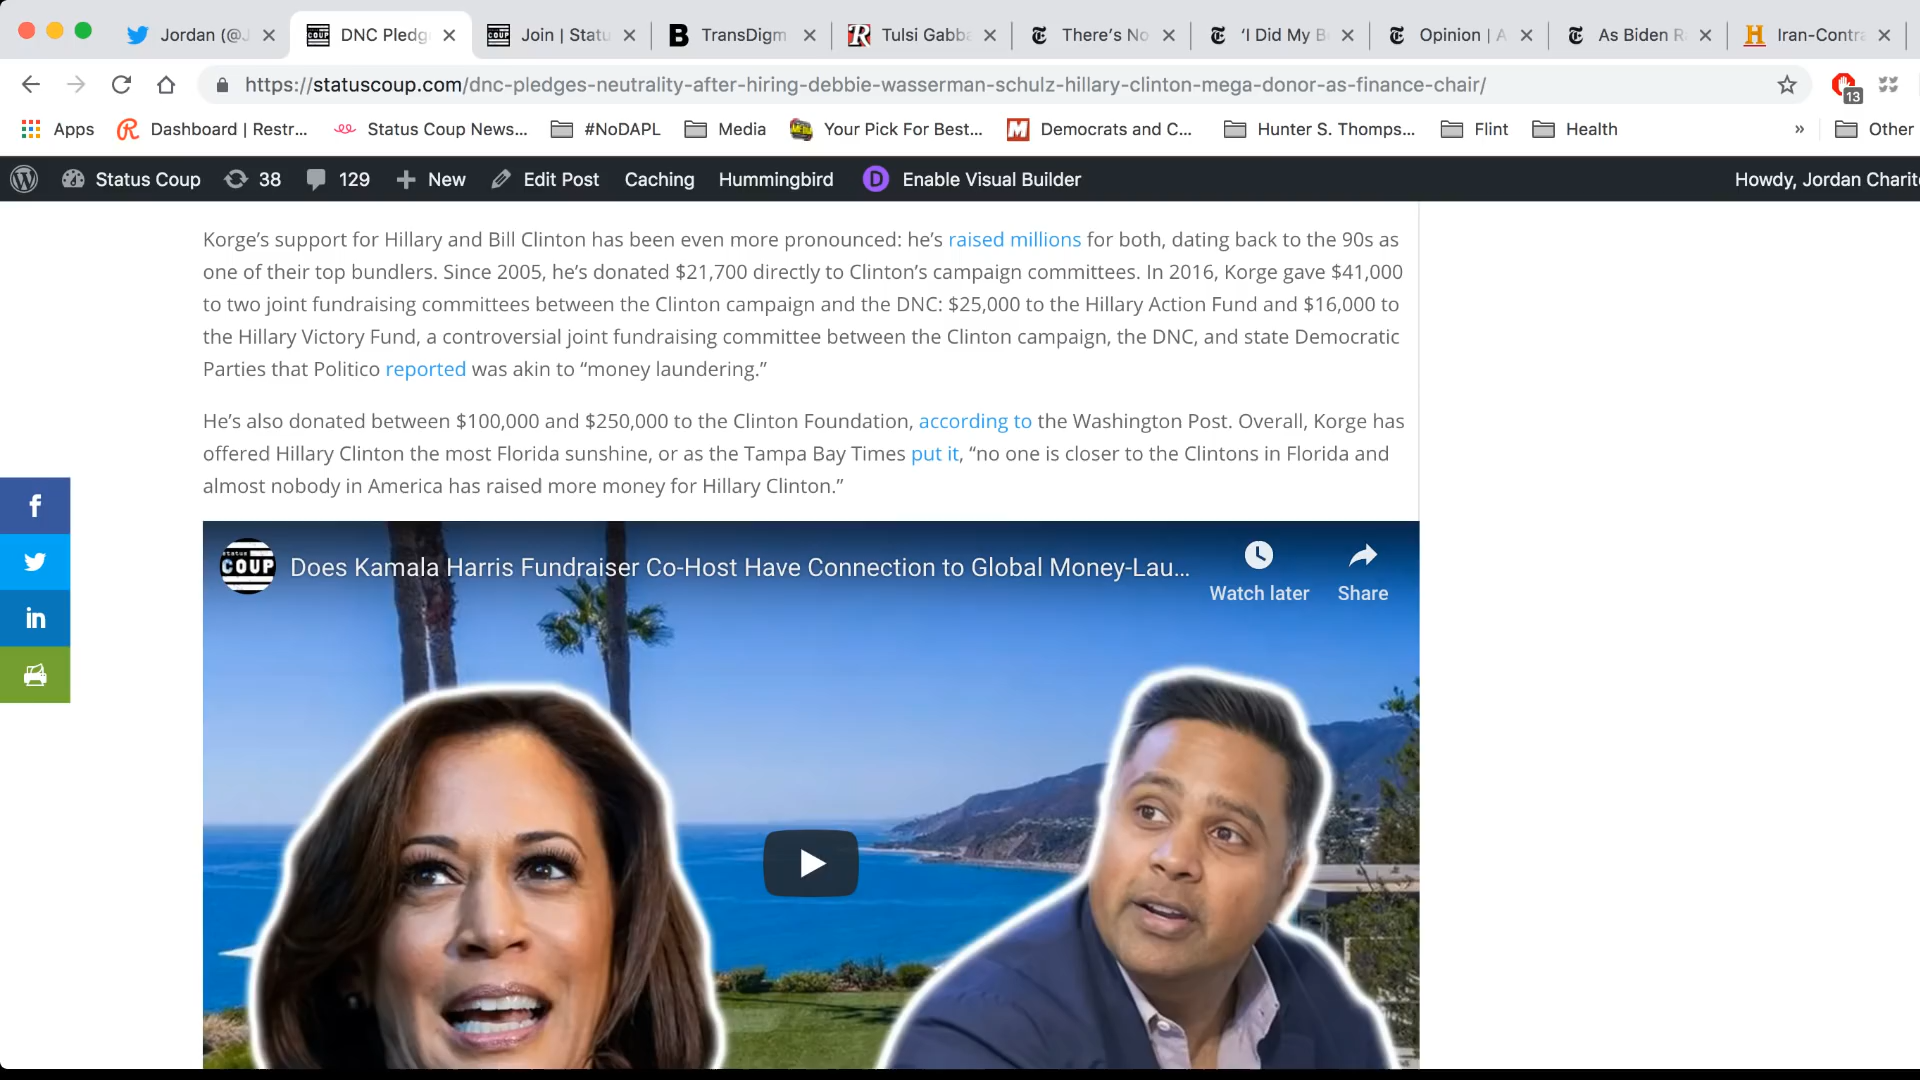 Jordan (@J
DNC Pledg
Join | Statu
TransDigm
Tulsi Gabba
There's No
'I Did My B
Opinion | A
As Biden R
Iran-Contra
https://statuscoup.com/dnc-pledges-neutrality-after-hiring-debbie-wasserman-schulz-hillary-clinton-mega-donor-as-finance-chair/
13
Apps
Dashboard | Restr...
Status Coup News...
#NoDAPL
Media
Your Pick For Best...
Democrats and C...
Hunter S. Thomps...
Flint
Health
»
Other
Status Coup
38
129
New
Edit Post
Caching
Hummingbird
D
Enable Visual Builder
Howdy, Jordan Charit
Korge's support for Hillary and Bill Clinton has been even more pronounced: he's raised millions for both, dating back to the 90s as
one of their top bundlers. Since 2005, he's donated $21,700 directly to Clinton's campaign committees. In 2016, Korge gave $41,000
to two joint fundraising committees between the Clinton campaign and the DNC: $25,000 to the Hillary Action Fund and $16,000 to
the Hillary Victory Fund, a controversial joint fundraising committee between the Clinton campaign, the DNC, and state Democratic
Parties that Politico reported was akin to “money laundering.”
He's also donated between $100,000 and $250,000 to the Clinton Foundation, according to the Washington Post. Overall, Korge has
offered Hillary Clinton the most Florida sunshine, or as the Tampa Bay Times put it, “no one is closer to the Clintons in Florida and
almost nobody in America has raised more money for Hillary Clinton.”
status
COUP
Does Kamala Harris Fundraiser Co-Host Have Connection to Global Money-Lau...
Watch later
Share